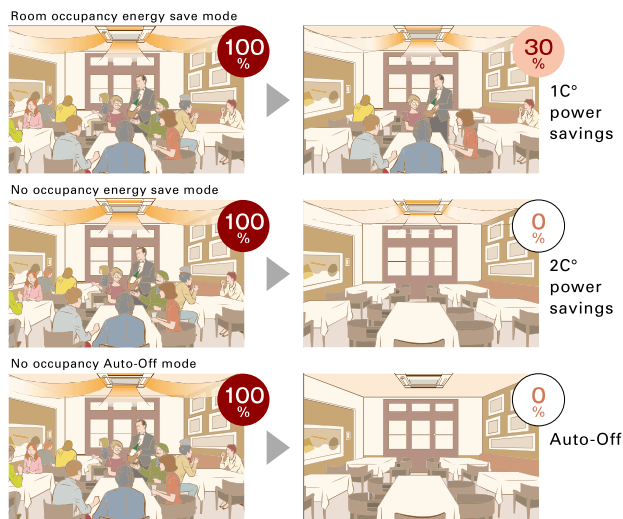 Room occupancy energy save mode
100
%
30
%
1C°
power
savings
No occupancy energy save mode
100
%
0
%
2C°
power
savings
No occupancy Auto-Off mode
100
%
0
%
Auto-Off